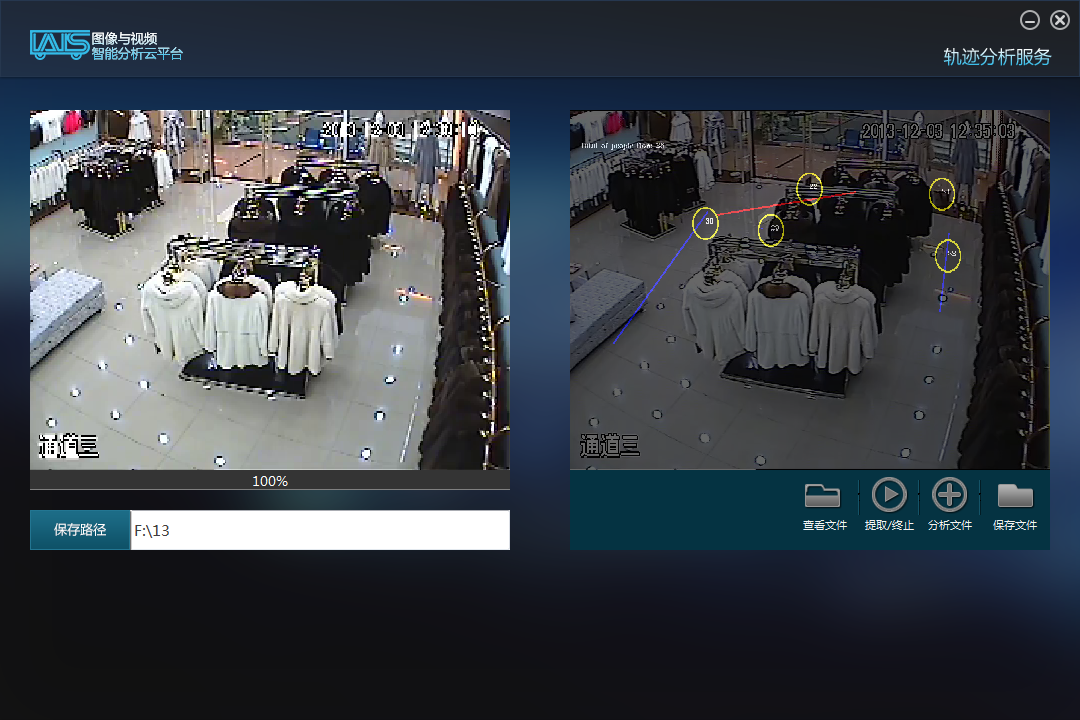 IAIS
图像与视频
智能分析云平台
轨迹分析服务
2013-12-03 12:35:03
通道三
通道三
30
100%
保存路径
F:\13
查看文件
提取/终止
分析文件
保存文件